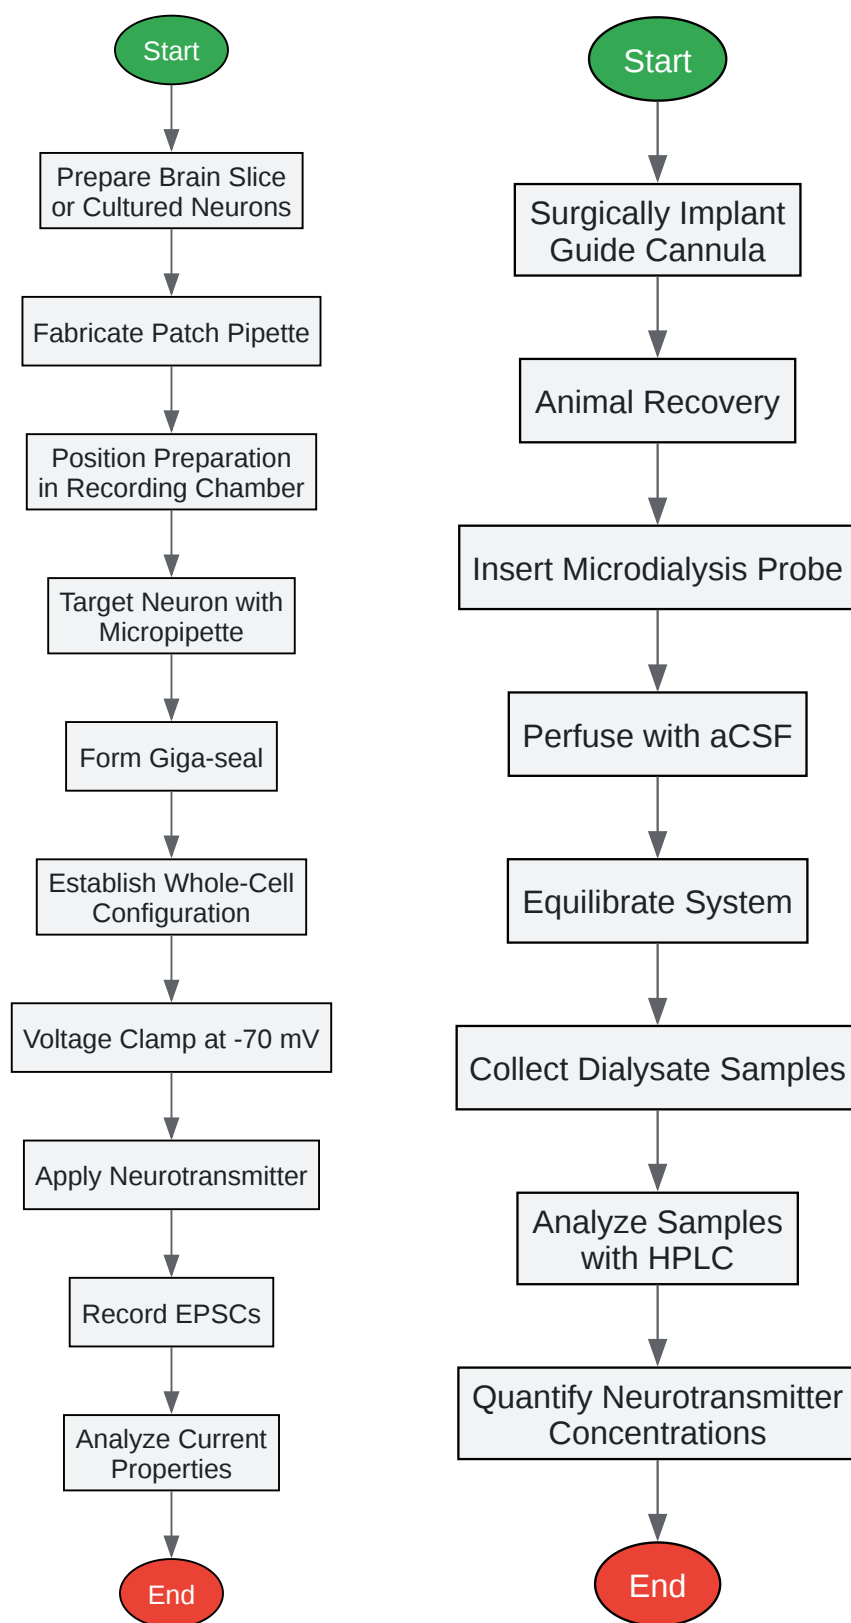 Start
Prepare Brain Slice
or Cultured Neurons
Fabricate Patch Pipette
Position Preparation
in Recording Chamber
Target Neuron with
Micropipette
Form Giga-seal
Establish Whole-Cell
Configuration
Voltage Clamp at -70 mV
Apply Neurotransmitter
Record EPSCs
Analyze Current
Properties
End
Start
Surgically Implant
Guide Cannula
Animal Recovery
Insert Microdialysis Probe
Perfuse with aCSF
Equilibrate System
Collect Dialysate Samples
Analyze Samples
with HPLC
Quantify Neurotransmitter
Concentrations
End